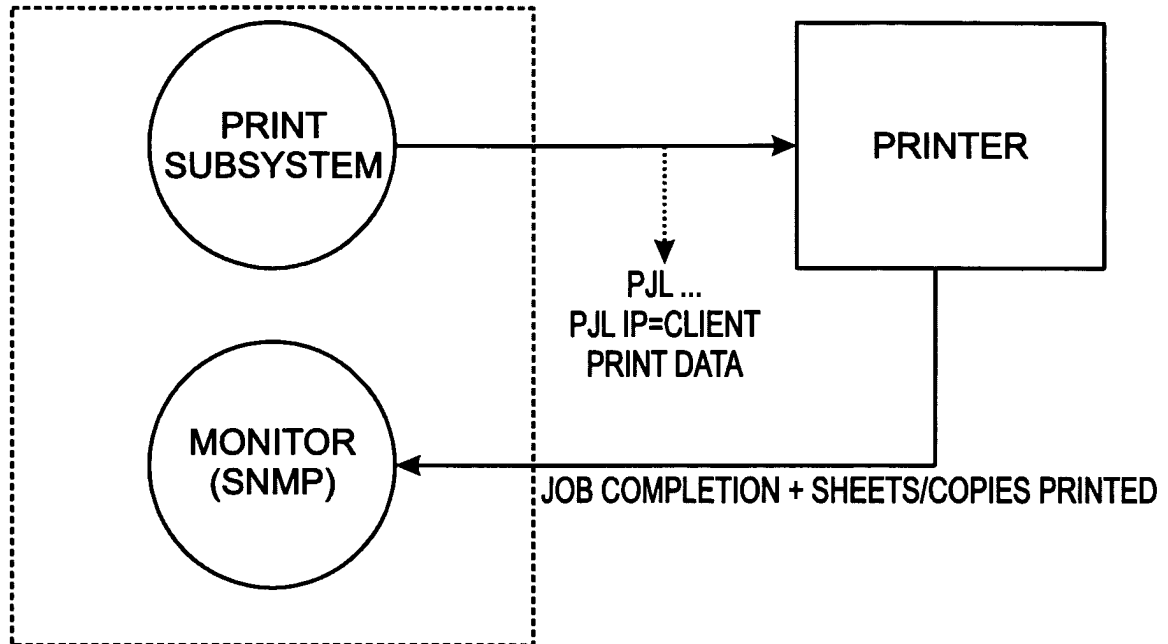 PRINT
SUBSYSTEM
PRINTER
PJL ...
PJL IP=CLIENT
PRINT DATA
MONITOR
(SNMP)
JOB COMPLETION + SHEETS/COPIES PRINTED